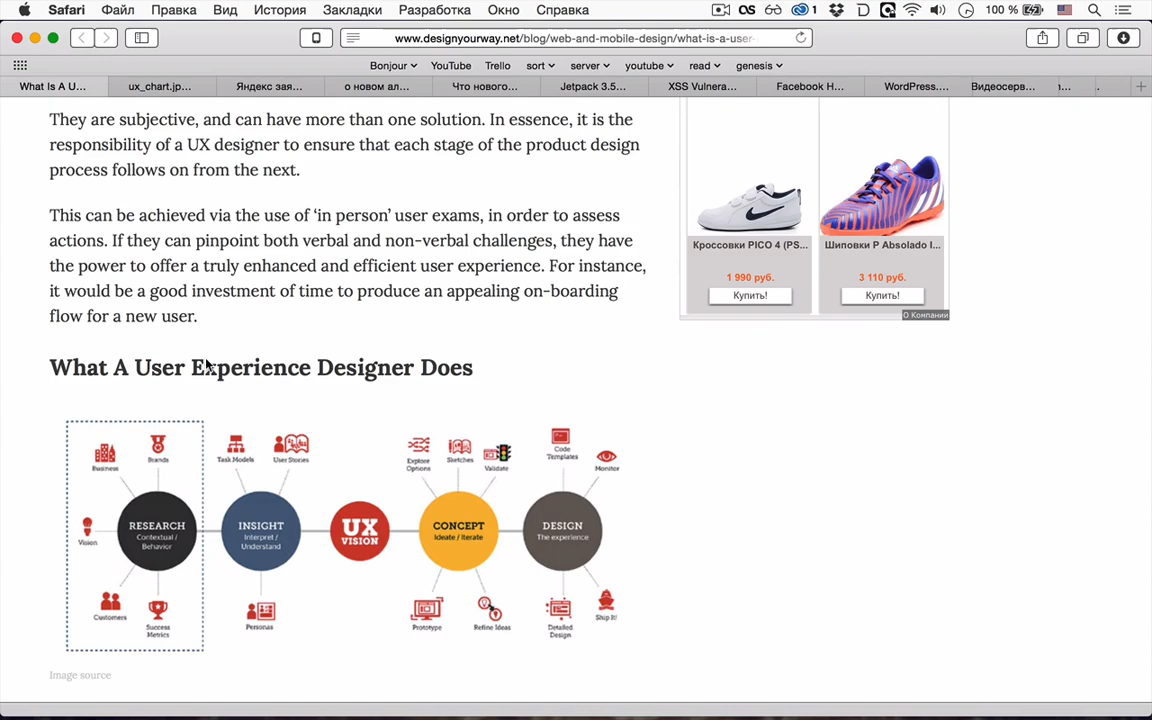 Safari Файл Правка Вид История Закладки Разработка Окно Справка
1 100 %
www.designyourway.net/blog/web-and-mobile-design/what-is-a-user-
Bonjour YouTube Trello sort server youtube read genesis
What Is A U... ux_chart.jp... Яндекс зая... о новом ал... Что нового... Jetpack 3.5... XSS Vulnera... Facebook H... WordPress.... Видеосерв...
They are subjective, and can have more than one solution. In essence, it is the
responsibility of a UX designer to ensure that each stage of the product design
process follows on from the next.
This can be achieved via the use of ‘in person’ user exams, in order to assess
actions. If they can pinpoint both verbal and non-verbal challenges, they have
the power to offer a truly enhanced and efficient user experience. For instance,
it would be a good investment of time to produce an appealing on-boarding
flow for a new user.
Кроссовки PICO 4 (PS... Шиповки P Absolado I...
1 990 руб. 3 110 руб.
Купить! Купить!
О Компании
What A User Experience Designer Does
Business Brands Task Models User Stories
Explore
Options
Sketches Validate
Code
Templates
Monitor
Vision
RESEARCH
Contextual /
Behavior
INSIGHT
Interpret /
Understand
UX
VISION
CONCEPT
Ideate / Iterate
DESIGN
The experience
Customers
Success
Metrics
Personas
Prototype Refine Ideas
Detailed
Design
Ship It!
Image source